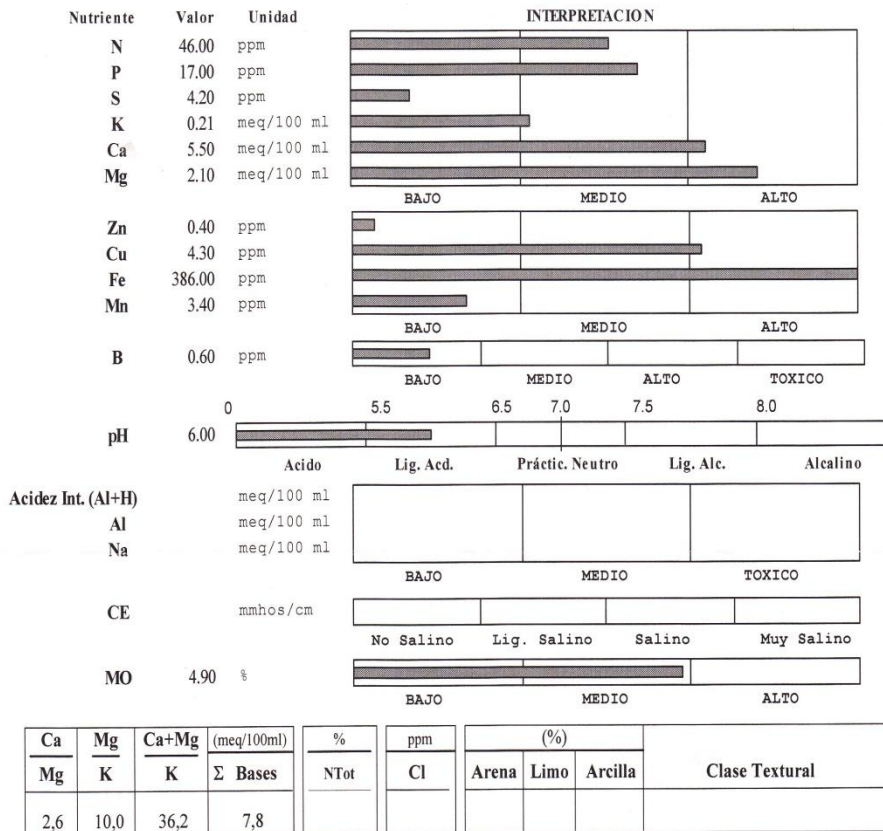 Nutriente Valor Unidad INTERPRETACION
N 46.00 ppm
P 17.00 ppm
S 4.20 ppm
K 0.21 meq/100 ml
Ca 5.50 meq/100 ml
Mg 2.10 meq/100 ml
BAJO MEDIO ALTO
Zn 0.40 ppm
Cu 4.30 ppm
Fe 386.00 ppm
Mn 3.40 ppm
BAJO MEDIO ALTO
B 0.60 ppm
BAJO MEDIO ALTO TOXICO
0 5.5 6.5 7.0 7.5 8.0
pH 6.00
Acido Lig. Acd. Práctic. Neutro Lig. Alc. Alcalino
Acidez Int. (Al+H) meq/100 ml
Al meq/100 ml
Na meq/100 ml
BAJO MEDIO TOXICO
CE mmhos/cm
No Salino Lig. Salino Salino Muy Salino
MO 4.90 %
BAJO MEDIO ALTO
Ca Mg Ca+Mg (meq/100ml) % ppm (%)
Mg K K Σ Bases NTot Cl Arena Limo Arcilla Clase Textural
2,6 10,0 36,2 7,8